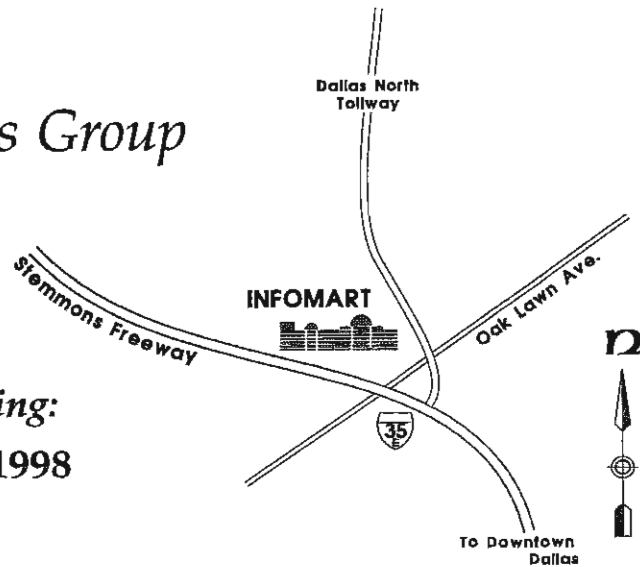 Dallas North
Tollway
s Group
Stemmons Freeway
INFOMART
Oak Lawn Ave.
n
ing:
1998
35
E
To Downtown
Dallas